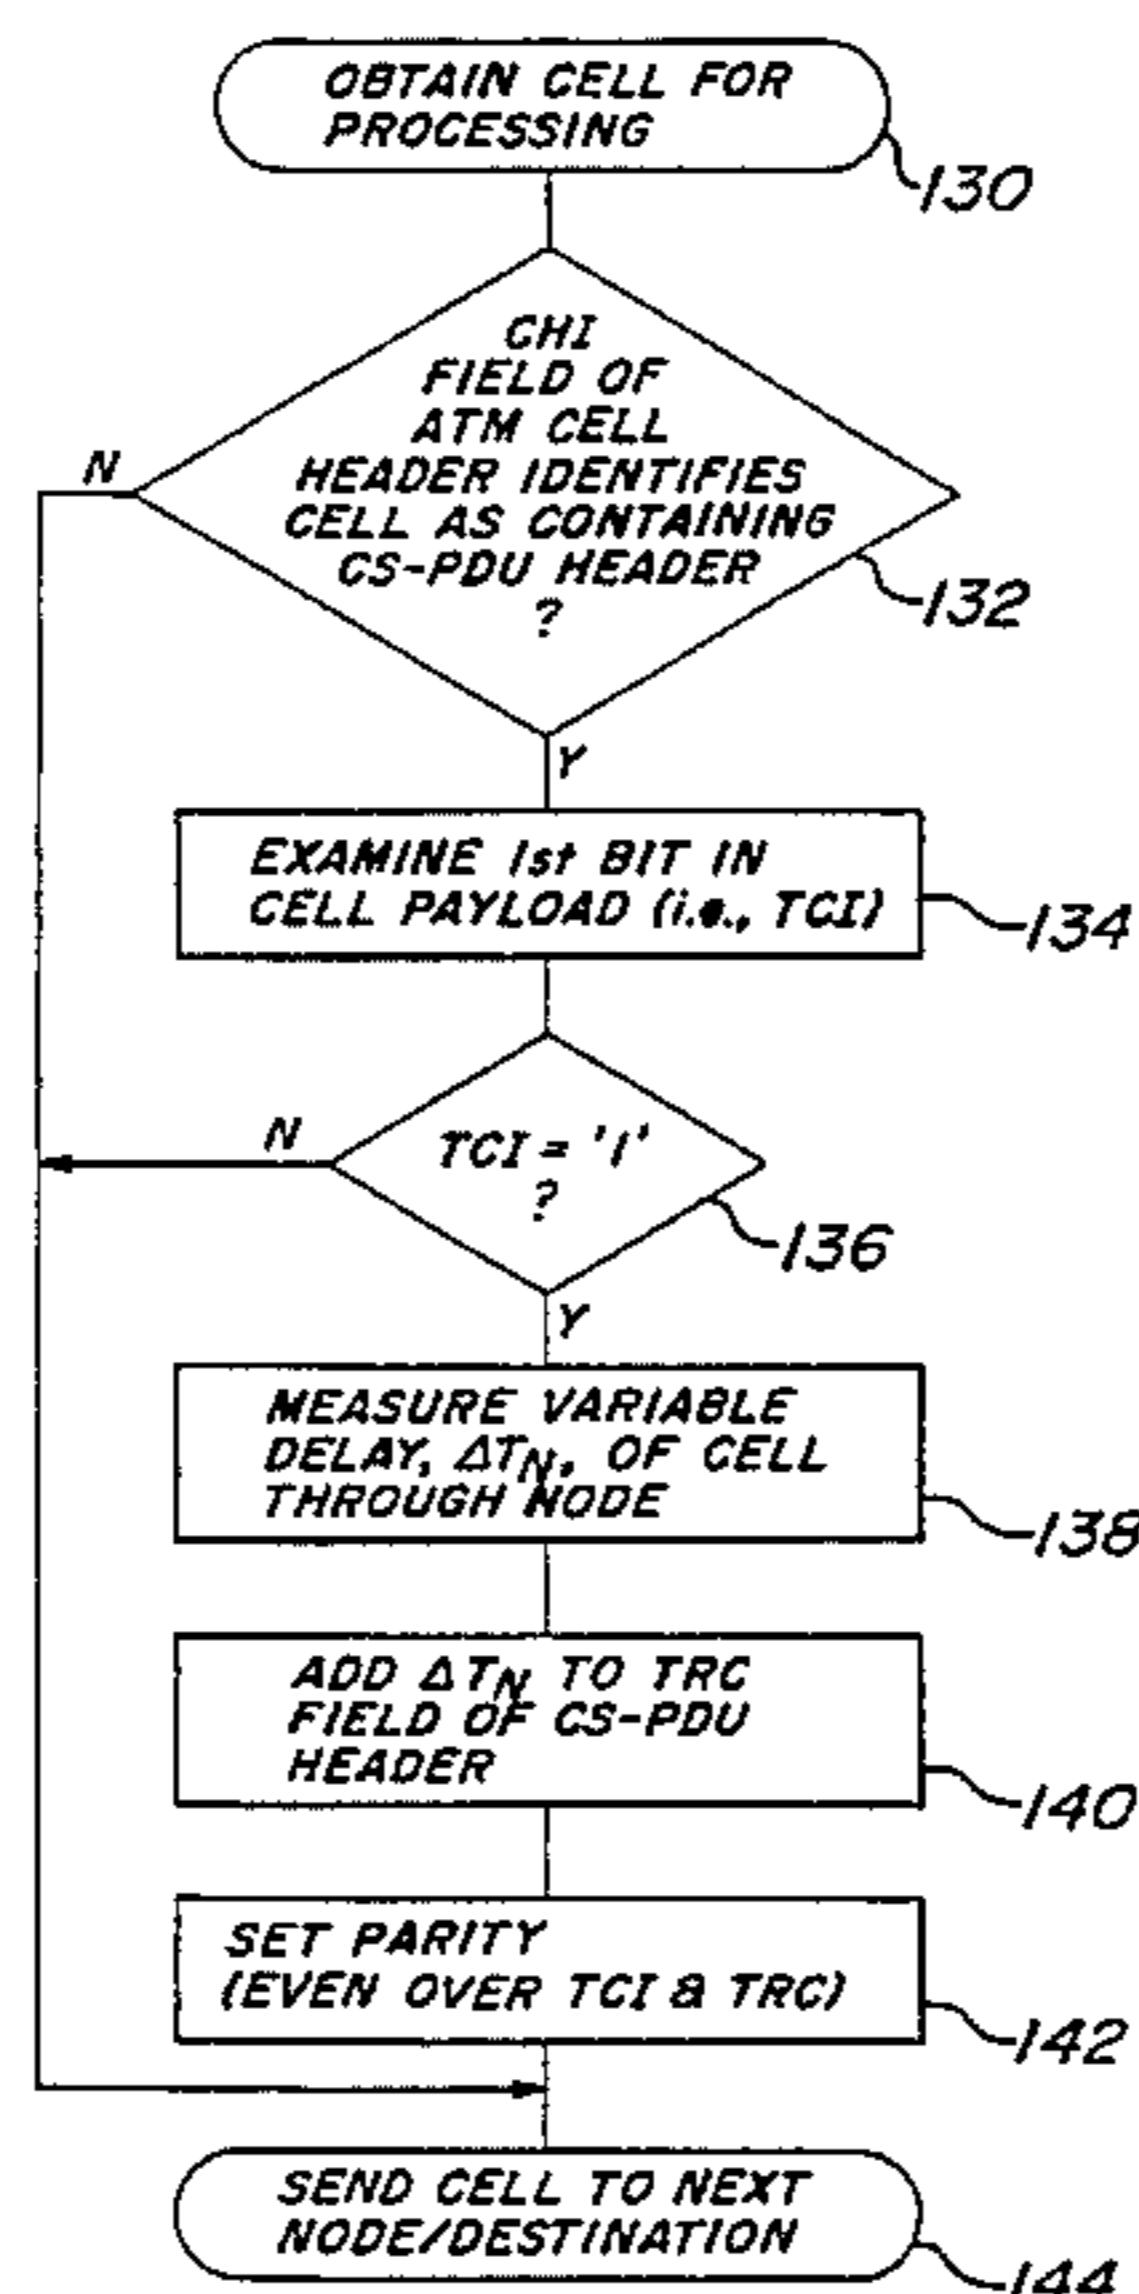 OBTAIN CELL FOR
PROCESSING
130
CHI
FIELD OF
ATM CELL
HEADER IDENTIFIES
CELL AS CONTAINING
CS-PDU HEADER
?
N
132
Y
EXAMINE 1st BIT IN
CELL PAYLOAD (i.e., TCI)
134
N
TCI = '1'
?
136
Y
MEASURE VARIABLE
DELAY, ΔTN, OF CELL
THROUGH NODE
138
ADD ΔTN TO TRC
FIELD OF CS-PDU
HEADER
140
SET PARITY
(EVEN OVER TCI & TRC)
142
SEND CELL TO NEXT
NODE/DESTINATION
144